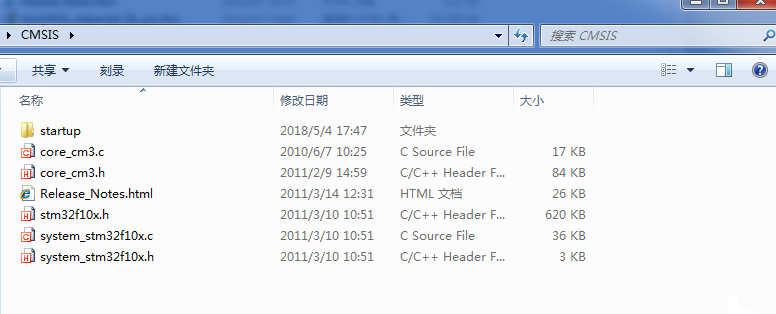 CMSIS
搜索 CMSIS
共享 刻录 新建文件夹
名称 修改日期 类型 大小
startup 2018/5/4 17:47 文件夹
core_cm3.c 2010/6/7 10:25 C Source File 17 KB
core_cm3.h 2011/2/9 14:59 C/C++ Header F... 84 KB
Release_Notes.html 2011/3/14 12:31 HTML 文档 26 KB
stm32f10x.h 2011/3/10 10:51 C/C++ Header F... 620 KB
system_stm32f10x.c 2011/3/10 10:51 C Source File 36 KB
system_stm32f10x.h 2011/3/10 10:51 C/C++ Header F... 3 KB